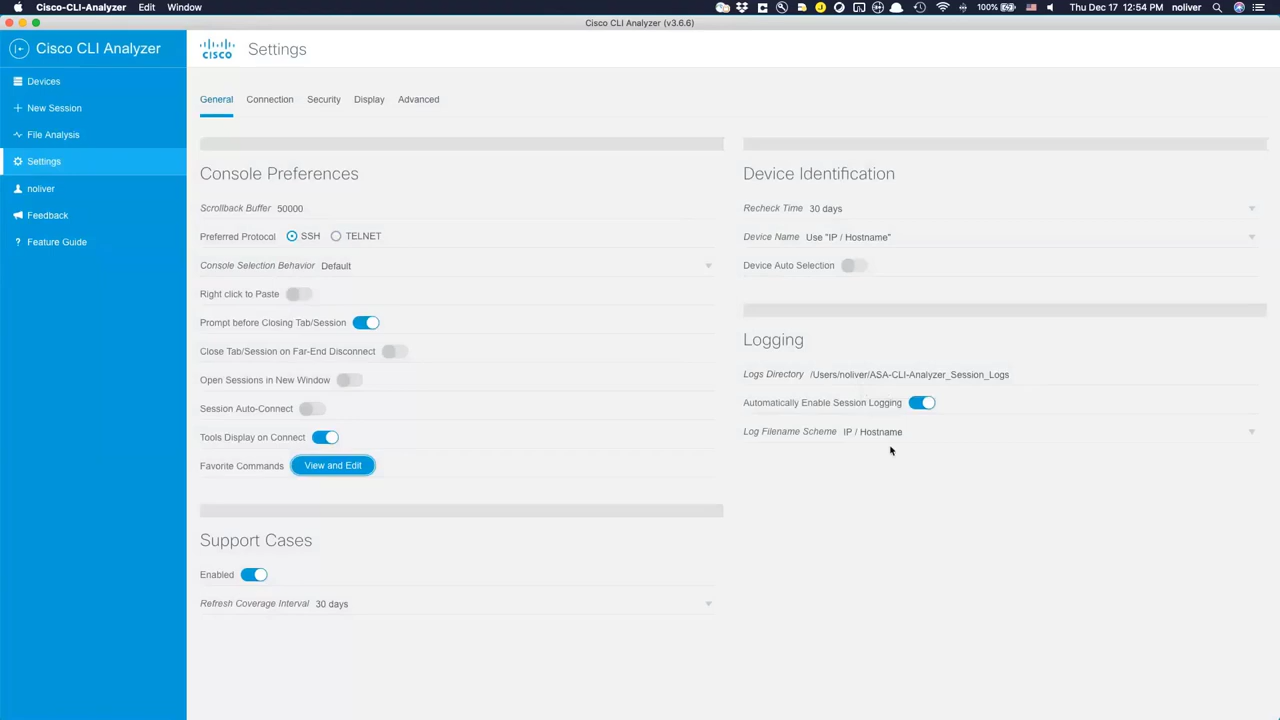 Cisco-CLI-Analyzer Edit Window
100% Thu Dec 17 12:54 PM noliver
Cisco CLI Analyzer (v3.6.6)
Cisco CLI Analyzer
Devices
New Session
File Analysis
Settings
noliver
Feedback
? Feature Guide
CISCO
Settings
General Connection Security Display Advanced
Console Preferences
Scrollback Buffer 50000
Preferred Protocol SSH TELNET
Console Selection Behavior Default
Right click to Paste
Prompt before Closing Tab/Session
Close Tab/Session on Far-End Disconnect
Open Sessions in New Window
Session Auto-Connect
Tools Display on Connect
Favorite Commands View and Edit
Support Cases
Enabled
Refresh Coverage Interval 30 days
Device Identification
Recheck Time 30 days
Device Name Use "IP / Hostname"
Device Auto Selection
Logging
Logs Directory /Users/noliver/ASA-CLI-Analyzer_Session_Logs
Automatically Enable Session Logging
Log Filename Scheme IP / Hostname